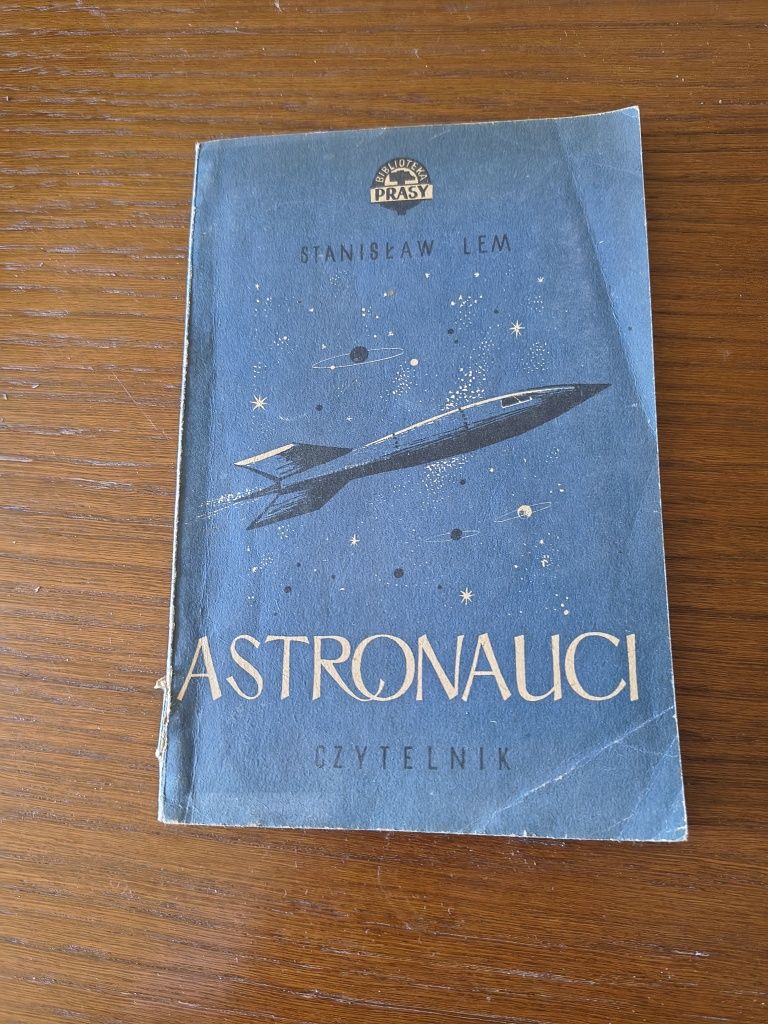 BIBLIOTEKA
PRASY
STANISŁAW LEM
ASTRONAUCI
CZYTELNIK